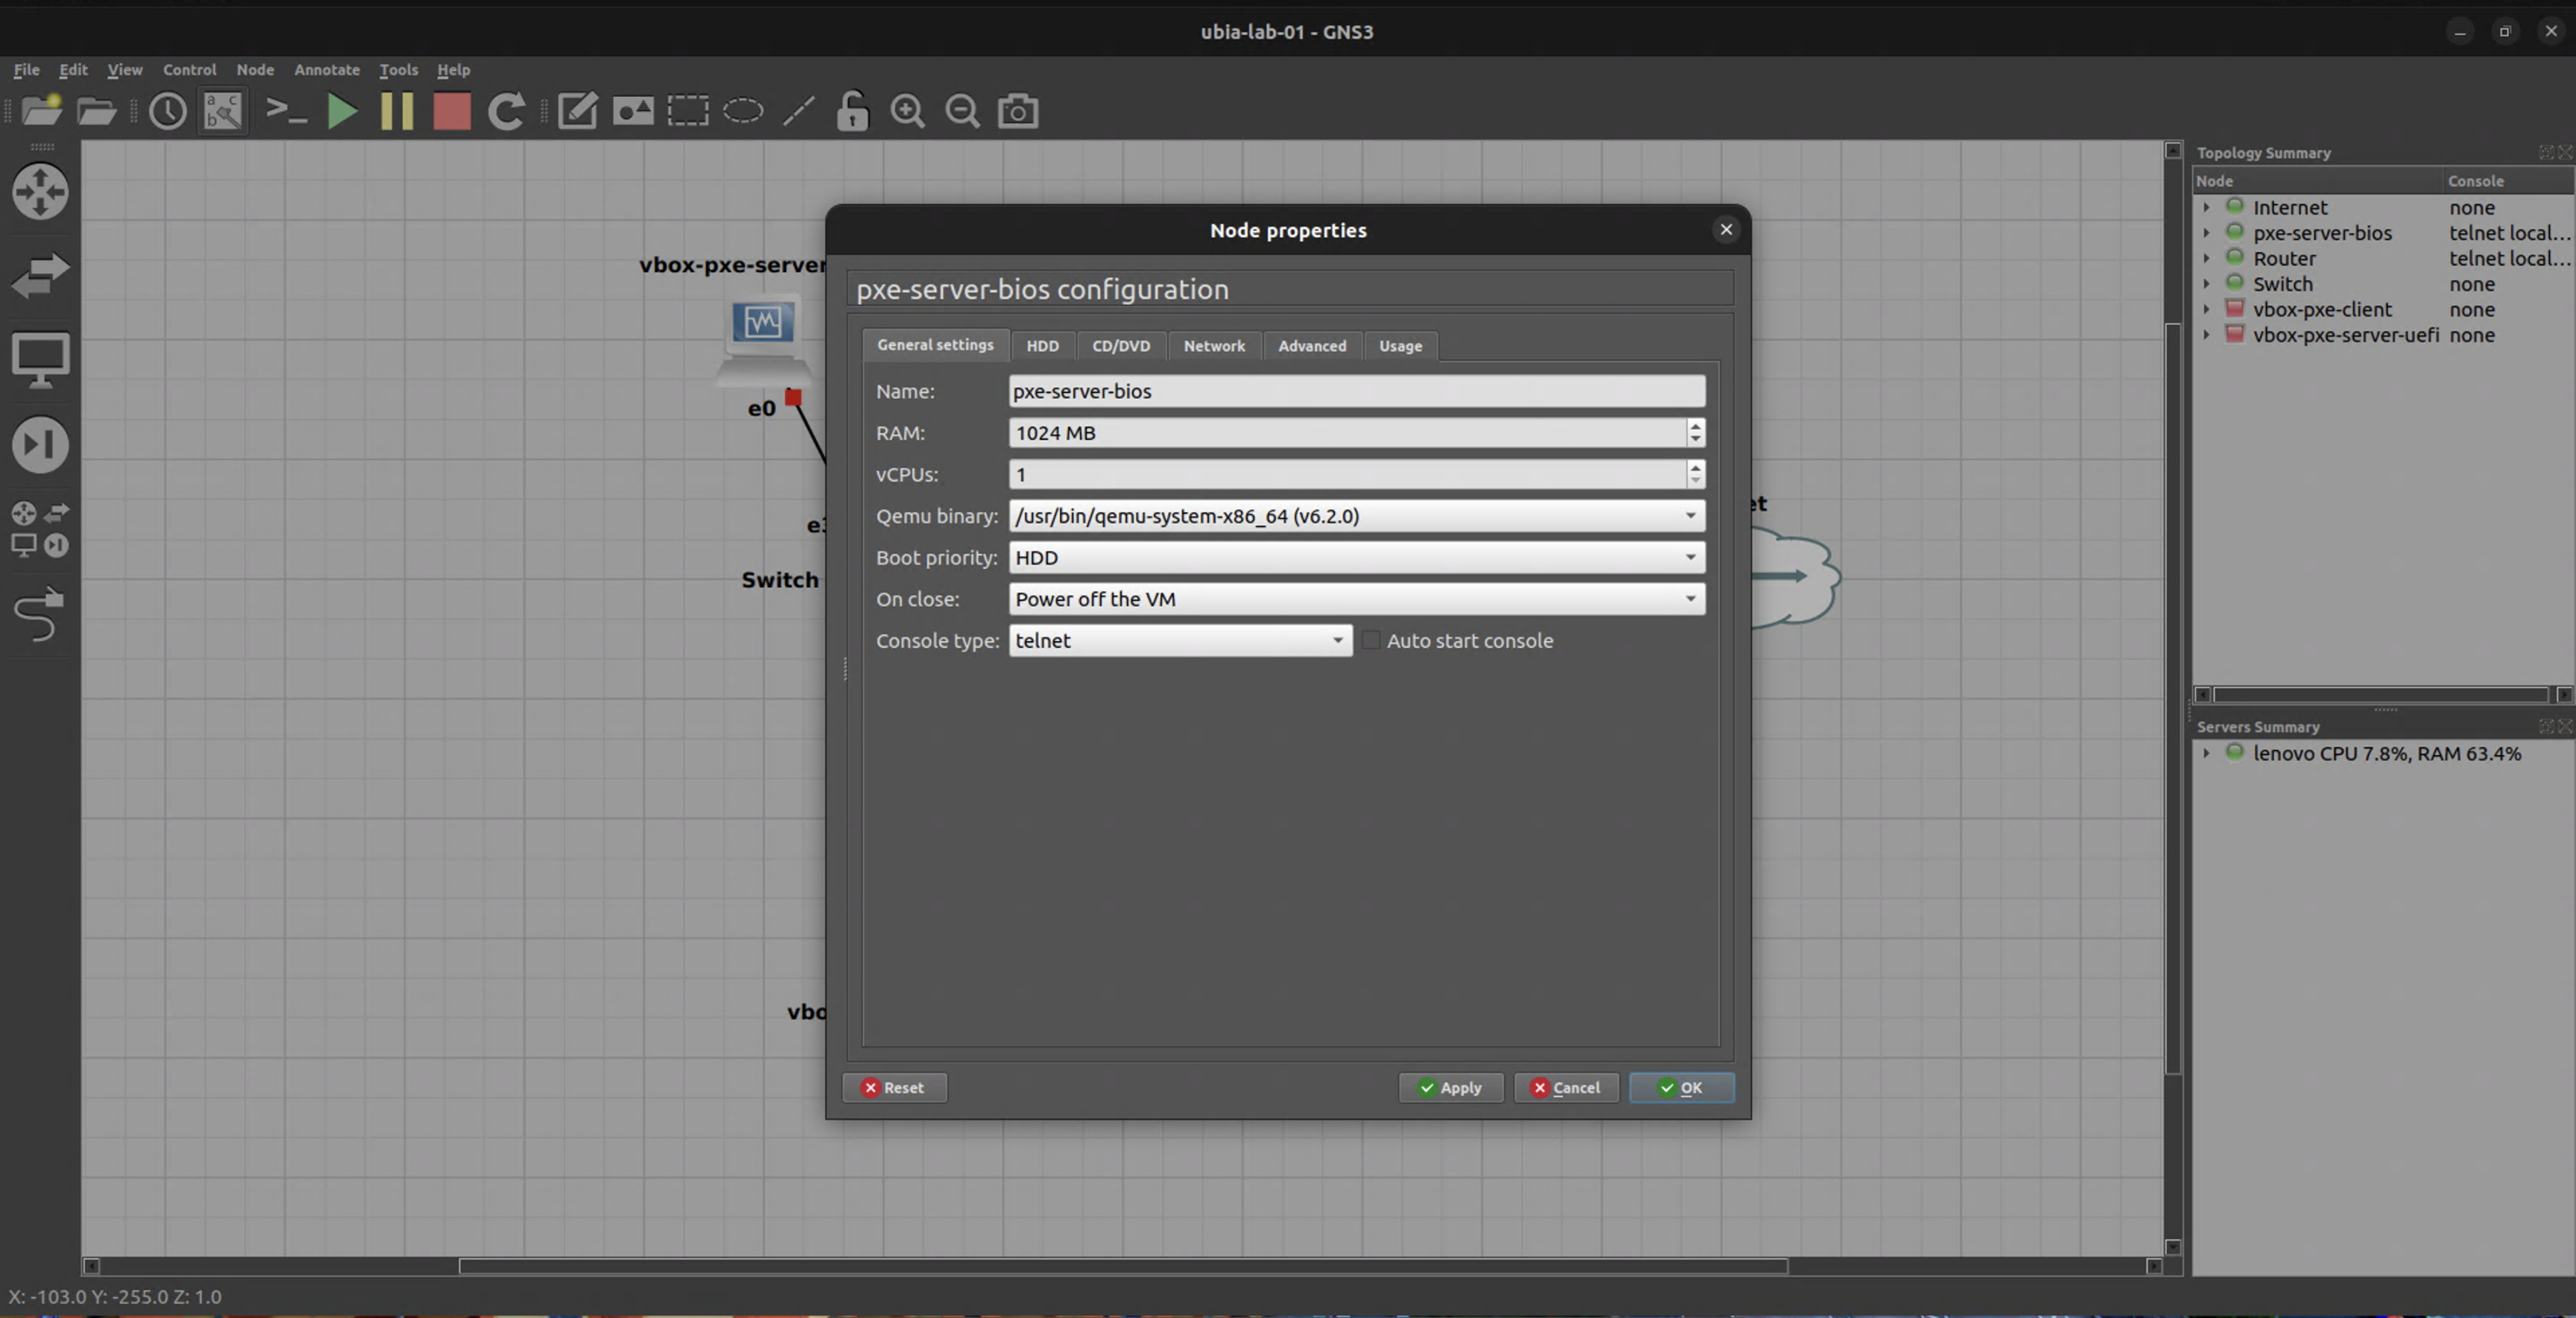 ubia-lab-01 - GNS3
File Edit View Control Node Annotate Tools Help
a c
b
Topology Summary
Node Console
Internet none
pxe-server-bios telnet local...
Router telnet local...
Switch none
vbox-pxe-client none
vbox-pxe-server-uefi none
vbox-pxe-server
e0
Switch
vbo
et
Node properties
pxe-server-bios configuration
General settings HDD CD/DVD Network Advanced Usage
Name: pxe-server-bios
RAM: 1024 MB
vCPUs: 1
Qemu binary: /usr/bin/qemu-system-x86_64 (v6.2.0)
Boot priority: HDD
On close: Power off the VM
Console type: telnet Auto start console
Reset Apply Cancel OK
Servers Summary
lenovo CPU 7.8%, RAM 63.4%
X: -103.0 Y: -255.0 Z: 1.0